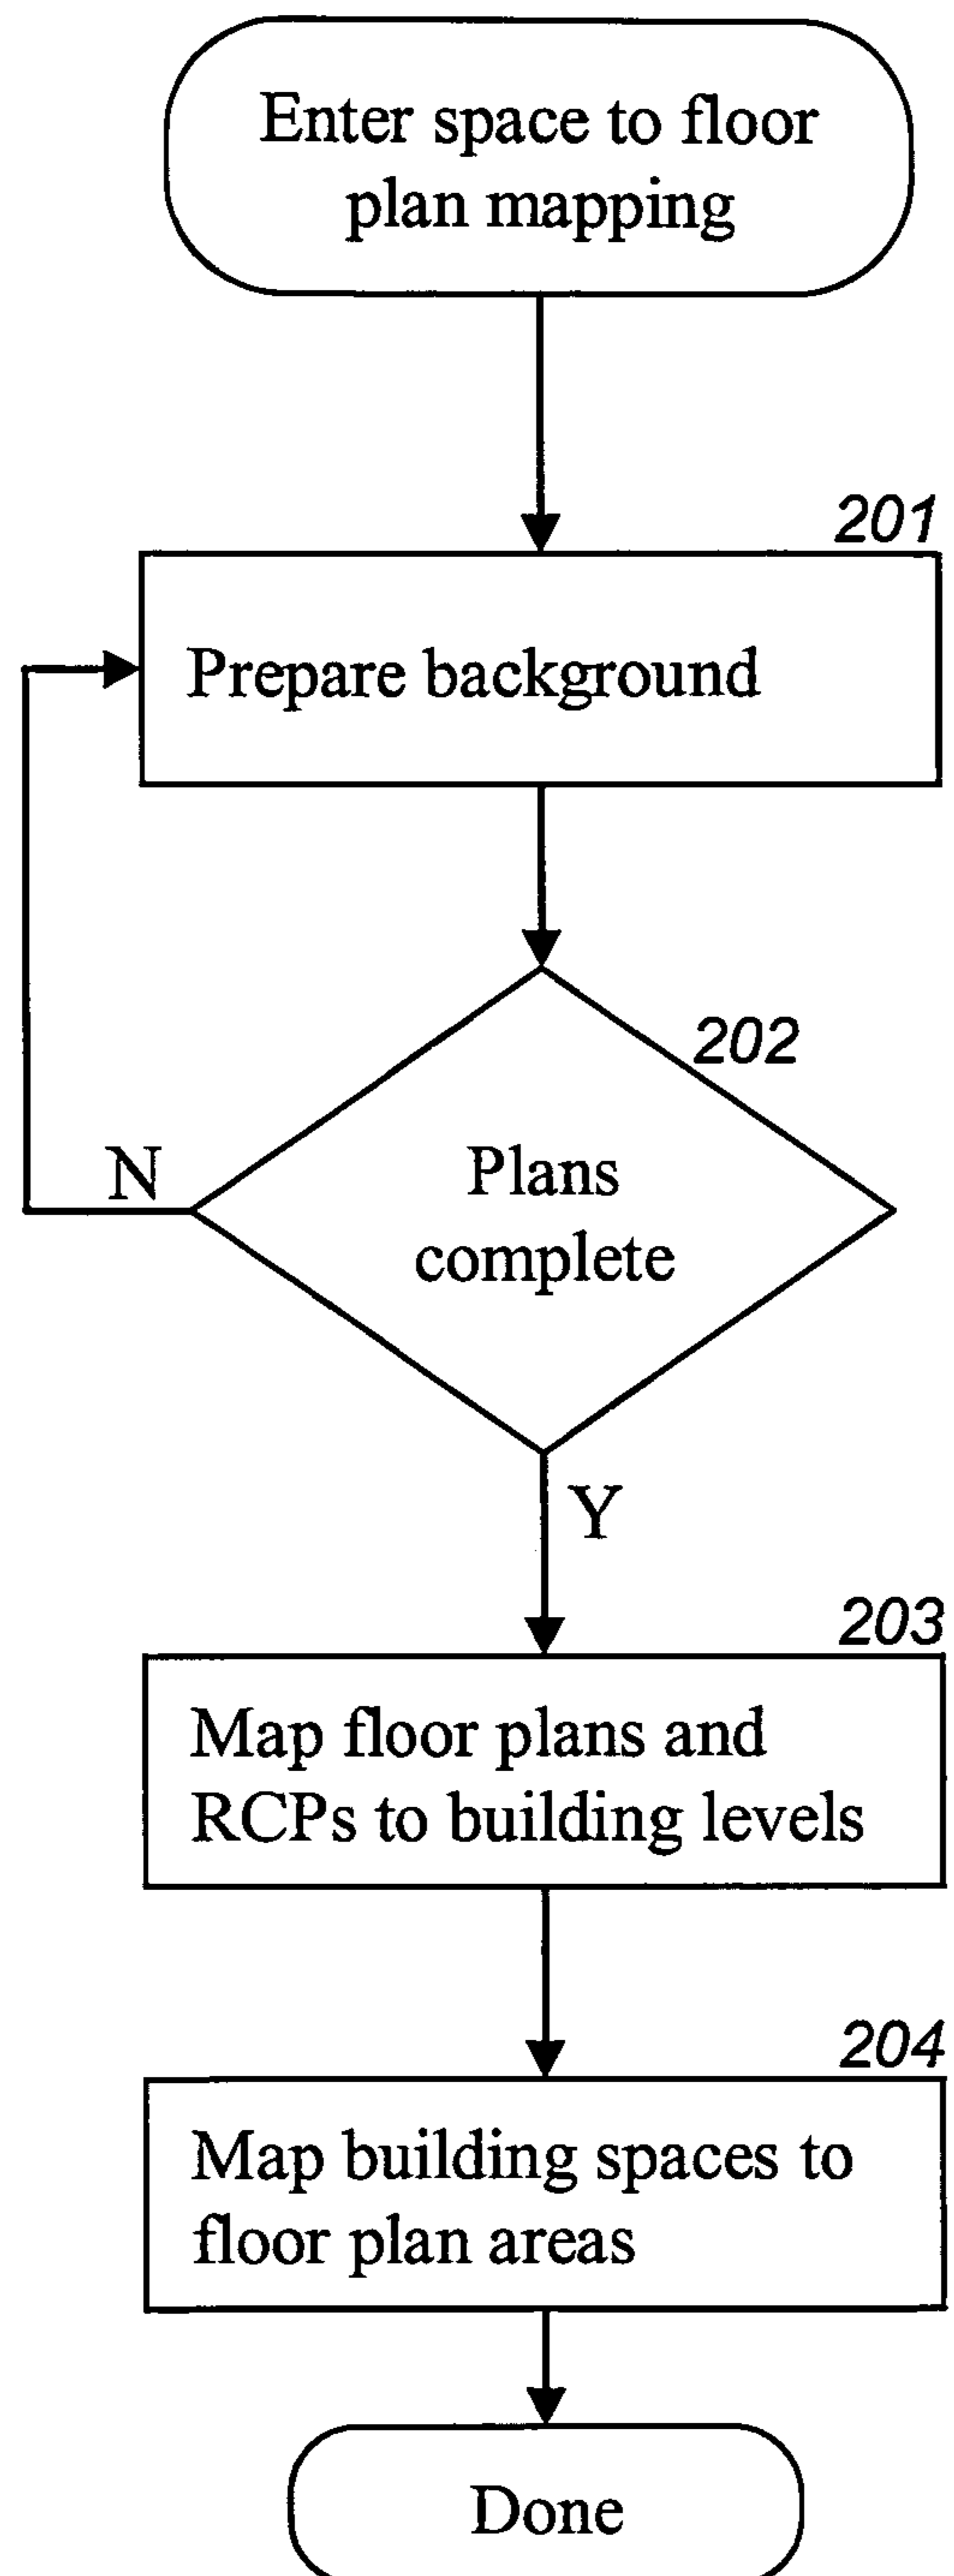 Enter space to floor
plan mapping
201
Prepare background
202
Plans
complete
N
Y
203
Map floor plans and
RCPs to building levels
204
Map building spaces to
floor plan areas
Done